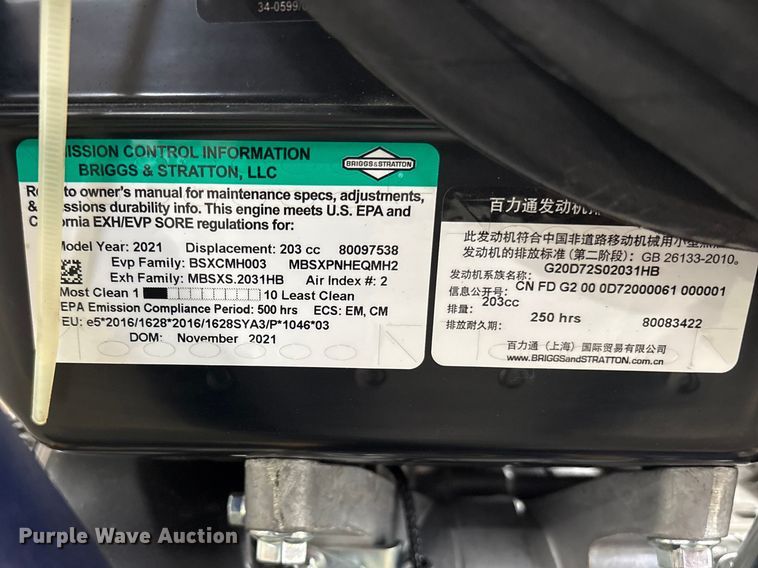 34-0599/
MISSION CONTROL INFORMATION
BRIGGS & STRATTON, LLC
BRIGGS & STRATTON
to owner's manual for maintenance specs, adjustments,
& durability info. This engine meets U.S. EPA and
California EXH/EVP SORE regulations for:
Model Year: 2021 Displacement: 203 cc 80097538
Evp Family: BSXCMH003 MBSXPNHEQMH2
Exh Family: MBSXS.2031HB Air Index #: 2
Most Clean 1 10 Least Clean
EPA Emission Compliance Period: 500 hrs ECS: EM, CM
EU: e5*2016/1628*2016/1628SYA3/P*1046*03
DOM: November 2021
百力通发动机
此发动机符合中国非道路移动机械用小型
发动机的排放标准(第二阶段): GB 26133-2010。
发动机系族名称: G20D72S02031HB
信息公开号: CN FD G2 00 0D72000061 000001
排量: 203cc
排放耐久期: 250 hrs 80083422
百力通(上海)国际贸易有限公司
www.BRIGGSandSTRATTON.com.cn
Purple Wave Auction